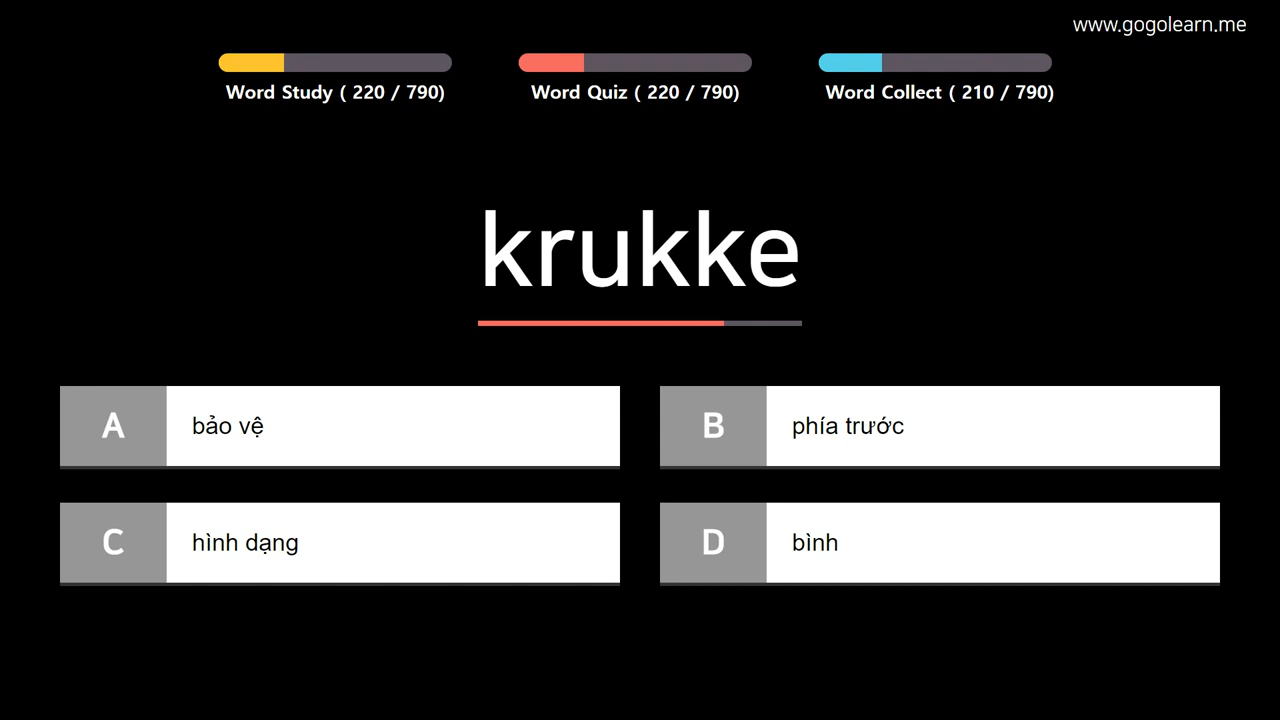 www.gogolearn.me
Word Study ( 220 / 790)
Word Quiz ( 220 / 790)
Word Collect ( 210 / 790)
krukke
A
bảo vệ
B
phía trước
C
hình dạng
D
bình